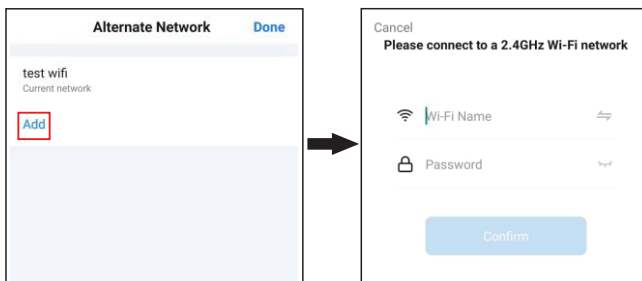 Alternate Network Done
test wifi
Current network
Add
Cancel
Please connect to a 2.4GHz Wi-Fi network
Wi-Fi Name
Password
Confirm